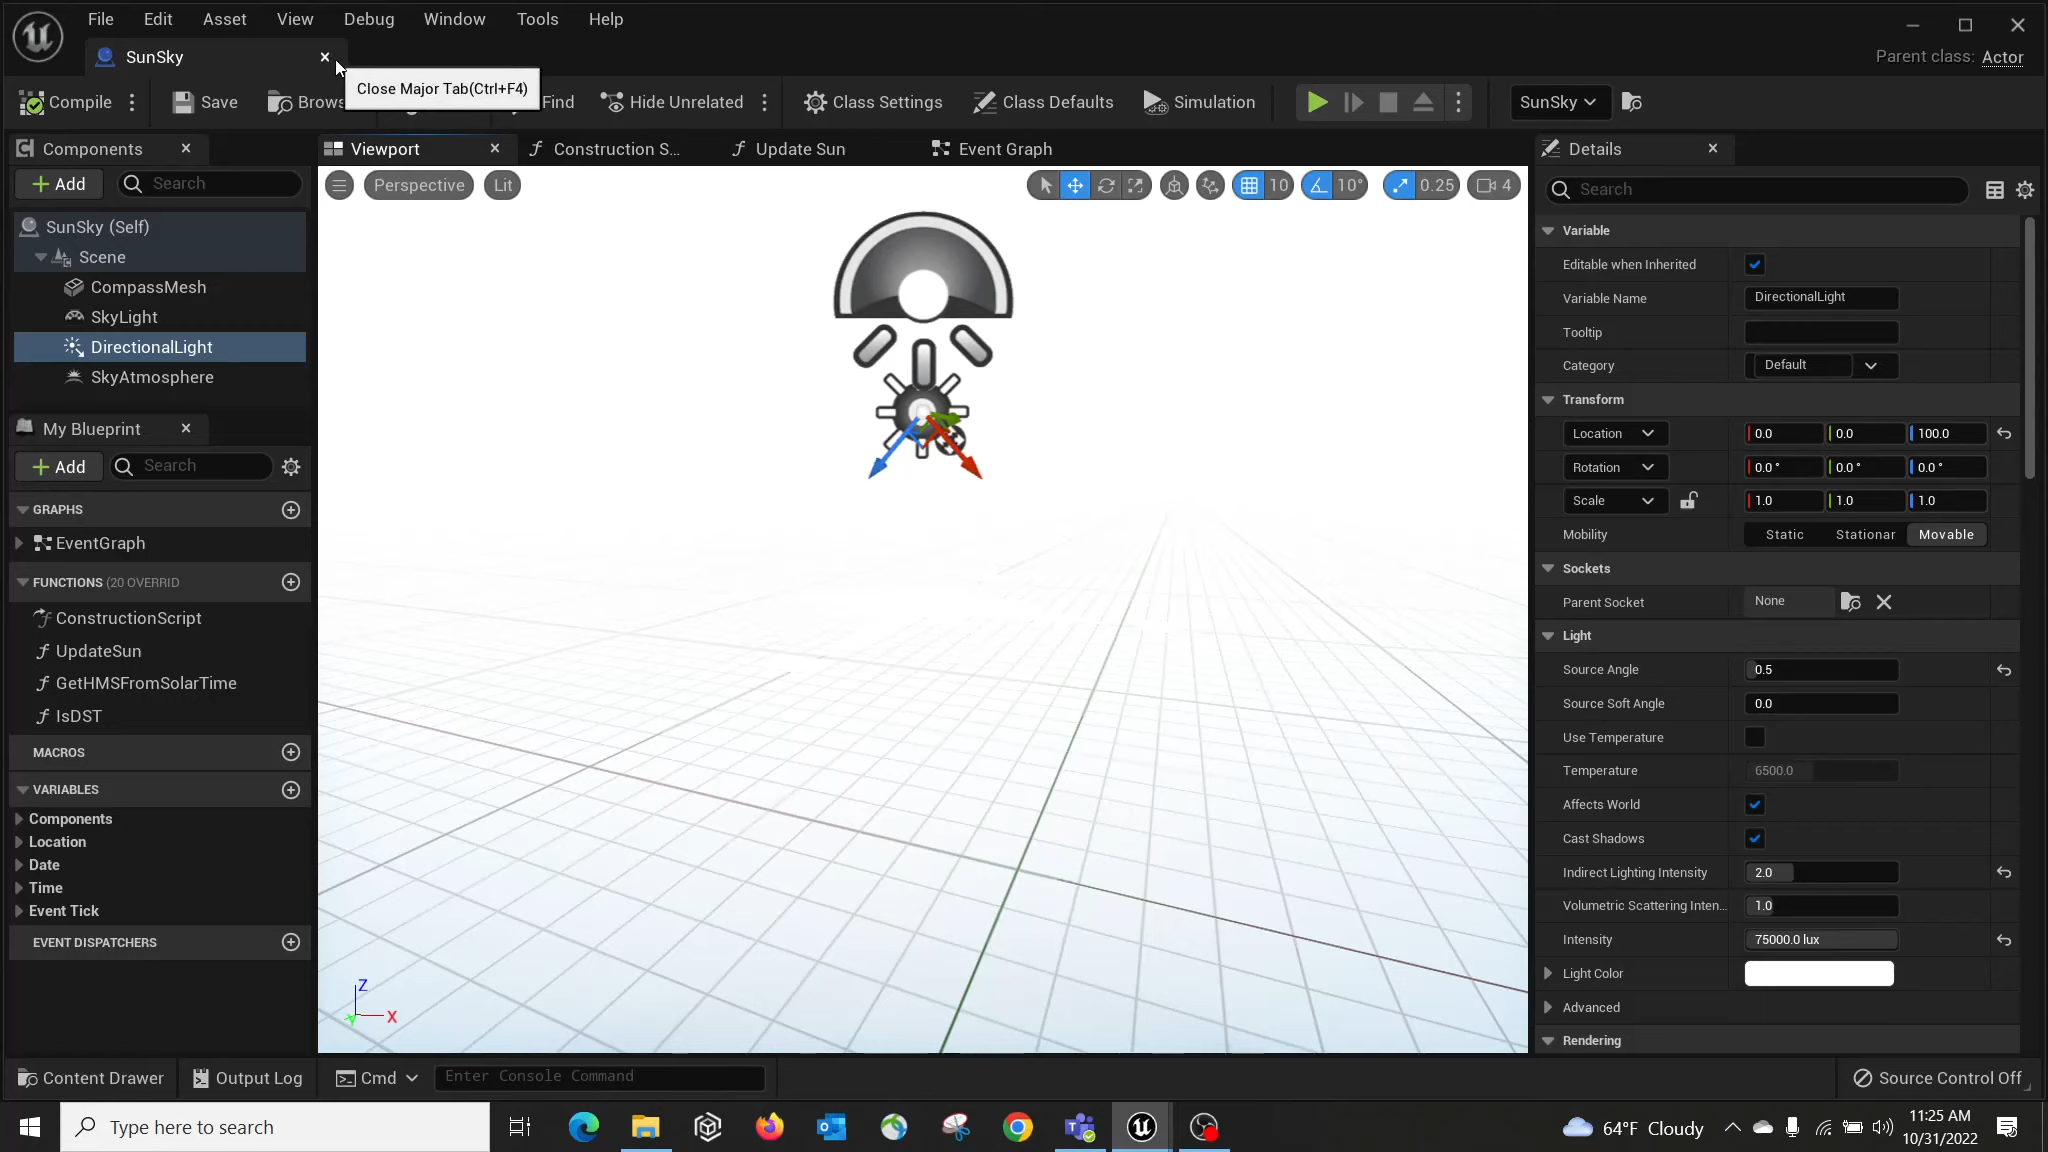 File Edit Asset View Debug Window Tools Help
SunSky
Parent class: Actor
Close Major Tab(Ctrl+F4)
Compile Save Brows Find Hide Unrelated Class Settings Class Defaults Simulation SunSky
Components
Add Search
SunSky (Self)
Scene
CompassMesh
SkyLight
DirectionalLight
SkyAtmosphere
My Blueprint
Add Search
GRAPHS
EventGraph
FUNCTIONS (20 OVERRID
ConstructionScript
UpdateSun
GetHMSFromSolarTime
IsDST
MACROS
VARIABLES
Components
Location
Date
Time
Event Tick
EVENT DISPATCHERS
Viewport Construction S... Update Sun Event Graph
Perspective Lit 10 10° 0.25 4
Z
Y X
Details
Search
Variable
Editable when Inherited
Variable Name DirectionalLight
Tooltip
Category Default
Transform
Location 0.0 0.0 100.0
Rotation 0.0 ° 0.0 ° 0.0 °
Scale 1.0 1.0 1.0
Mobility Static Stationar Movable
Sockets
Parent Socket None
Light
Source Angle 0.5
Source Soft Angle 0.0
Use Temperature
Temperature 6500.0
Affects World
Cast Shadows
Indirect Lighting Intensity 2.0
Volumetric Scattering Inten... 1.0
Intensity 75000.0 lux
Light Color
Advanced
Rendering
Content Drawer Output Log Cmd Enter Console Command Source Control Off
Type here to search
64°F Cloudy
11:25 AM
10/31/2022